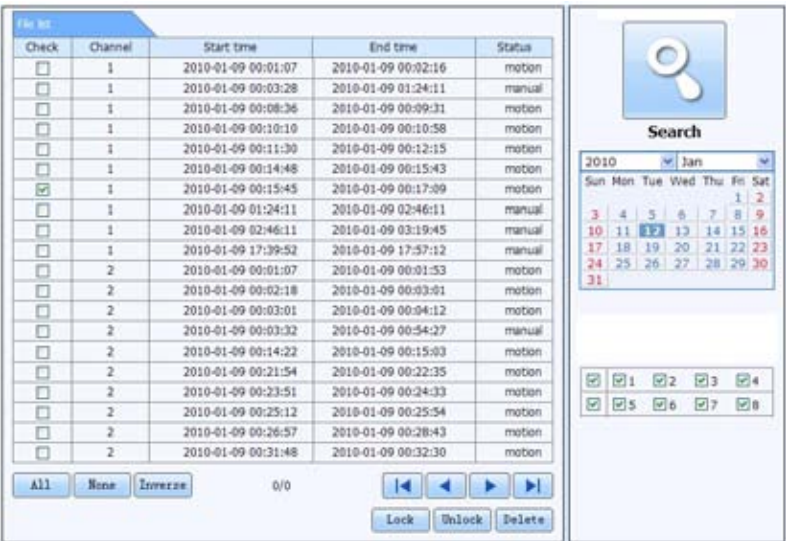 File list
Check Channel Start time End time Status
1 2010-01-09 00:01:07 2010-01-09 00:02:16 motion
1 2010-01-09 00:03:28 2010-01-09 01:24:11 manual
1 2010-01-09 00:08:36 2010-01-09 00:09:31 motion
1 2010-01-09 00:10:10 2010-01-09 00:10:58 motion
1 2010-01-09 00:11:30 2010-01-09 00:12:15 motion
1 2010-01-09 00:14:48 2010-01-09 00:15:43 motion
1 2010-01-09 00:15:45 2010-01-09 00:17:09 motion
1 2010-01-09 01:24:11 2010-01-09 02:46:11 manual
1 2010-01-09 02:46:11 2010-01-09 03:19:45 manual
1 2010-01-09 17:39:52 2010-01-09 17:57:12 manual
2 2010-01-09 00:01:07 2010-01-09 00:01:53 motion
2 2010-01-09 00:02:18 2010-01-09 00:03:01 motion
2 2010-01-09 00:03:01 2010-01-09 00:04:12 motion
2 2010-01-09 00:03:32 2010-01-09 00:54:27 manual
2 2010-01-09 00:14:22 2010-01-09 00:15:03 motion
2 2010-01-09 00:21:54 2010-01-09 00:22:35 motion
2 2010-01-09 00:23:51 2010-01-09 00:24:33 motion
2 2010-01-09 00:25:12 2010-01-09 00:25:54 motion
2 2010-01-09 00:26:57 2010-01-09 00:28:43 motion
2 2010-01-09 00:31:48 2010-01-09 00:32:30 motion
All None Inverse 0/0
Lock Unlock Delete
Search
2010 Jan
Sun Mon Tue Wed Thu Fri Sat
1 2
3 4 5 6 7 8 9
10 11 12 13 14 15 16
17 18 19 20 21 22 23
24 25 26 27 28 29 30
31
1 2 3 4
5 6 7 8